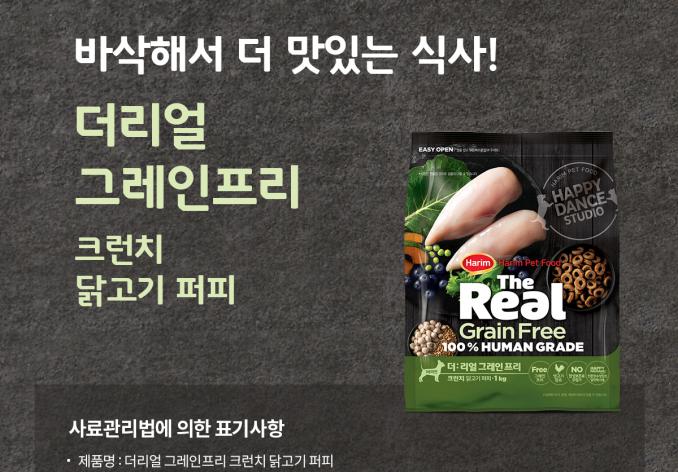 바삭해서 더 맛있는 식사!
더리얼
그레인프리
크런치
닭고기 퍼피
EASY OPEN
HARIM PET FOOD
HAPPY
DANCE
STUDIO
Harim Harim Pet Food
The
Real
Grain Free
100% HUMAN GRADE
더:리얼 그레인 프리
크런치 닭고기 퍼피·1kg
Free
NO
HAPPY
사료관리법에 의한 표기사항
• 제품명 : 더리얼 그레인프리 크런치 닭고기 퍼피